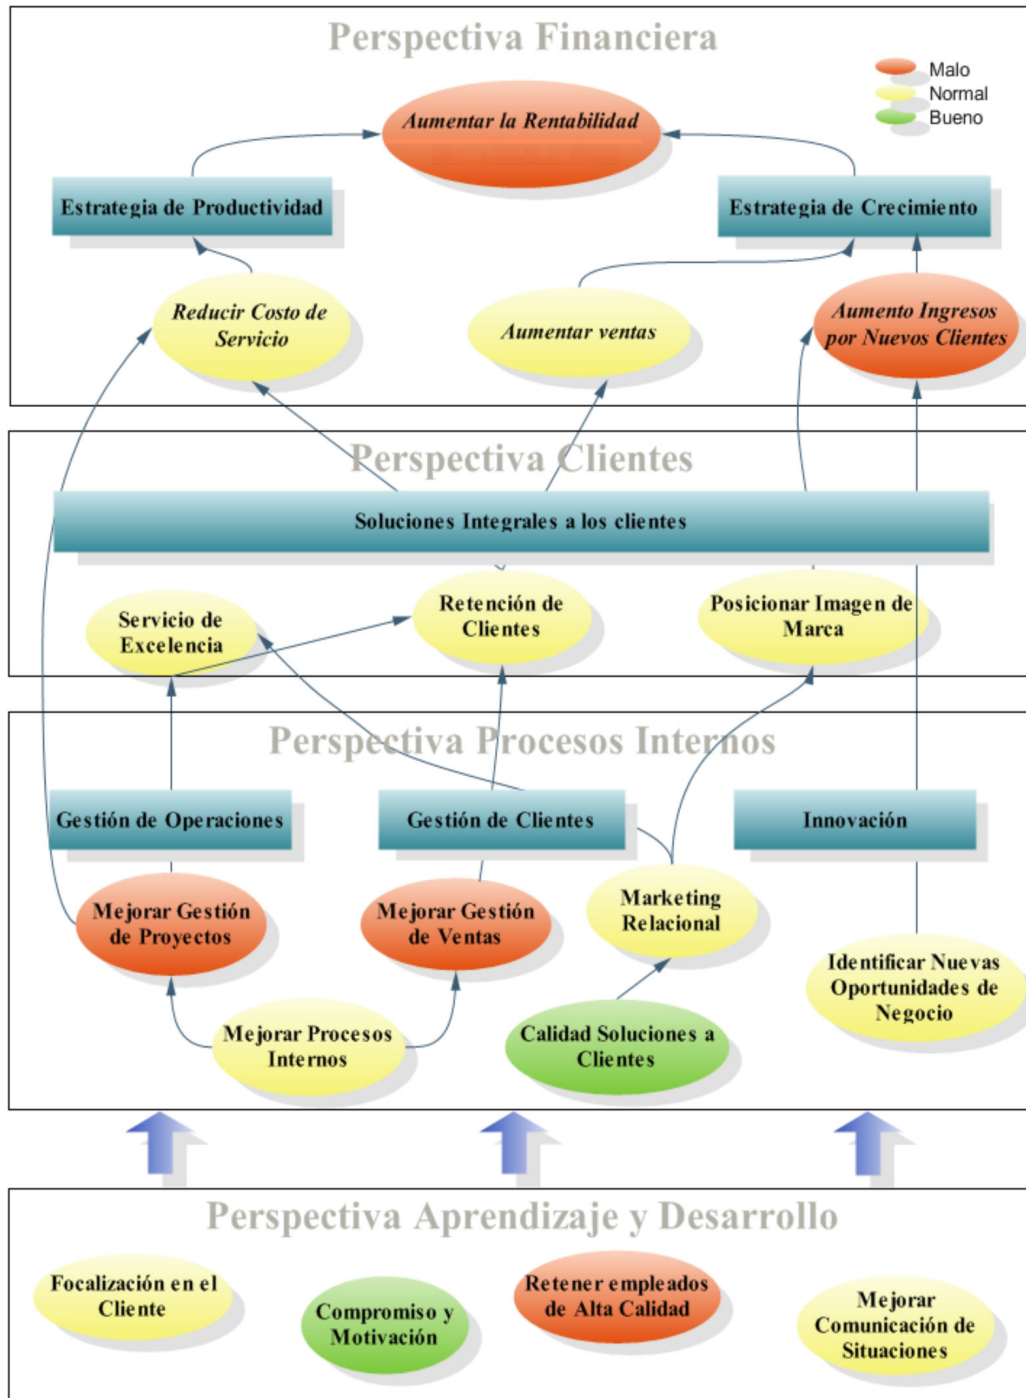 Perspectiva Financiera
Malo
Normal
Bueno
Aumentar la Rentabilidad
Estrategia de Productividad
Estrategia de Crecimiento
Reducir Costo de
Servicio
Aumentar ventas
Aumento Ingresos
por Nuevos Clientes
Perspectiva Clientes
Soluciones Integrales a los clientes
Servicio de
Excelencia
Retención de
Clientes
Posicionar Imagen de
Marca
Perspectiva Procesos Internos
Gestión de Operaciones
Gestión de Clientes
Innovación
Mejorar Gestión
de Proyectos
Mejorar Gestión
de Ventas
Marketing
Relacional
Identificar Nuevas
Oportunidades de
Negocio
Mejorar Procesos
Internos
Calidad Soluciones a
Clientes
Perspectiva Aprendizaje y Desarrollo
Focalización en el
Cliente
Compromiso y
Motivación
Retener empleados
de Alta Calidad
Mejorar
Comunicación de
Situaciones